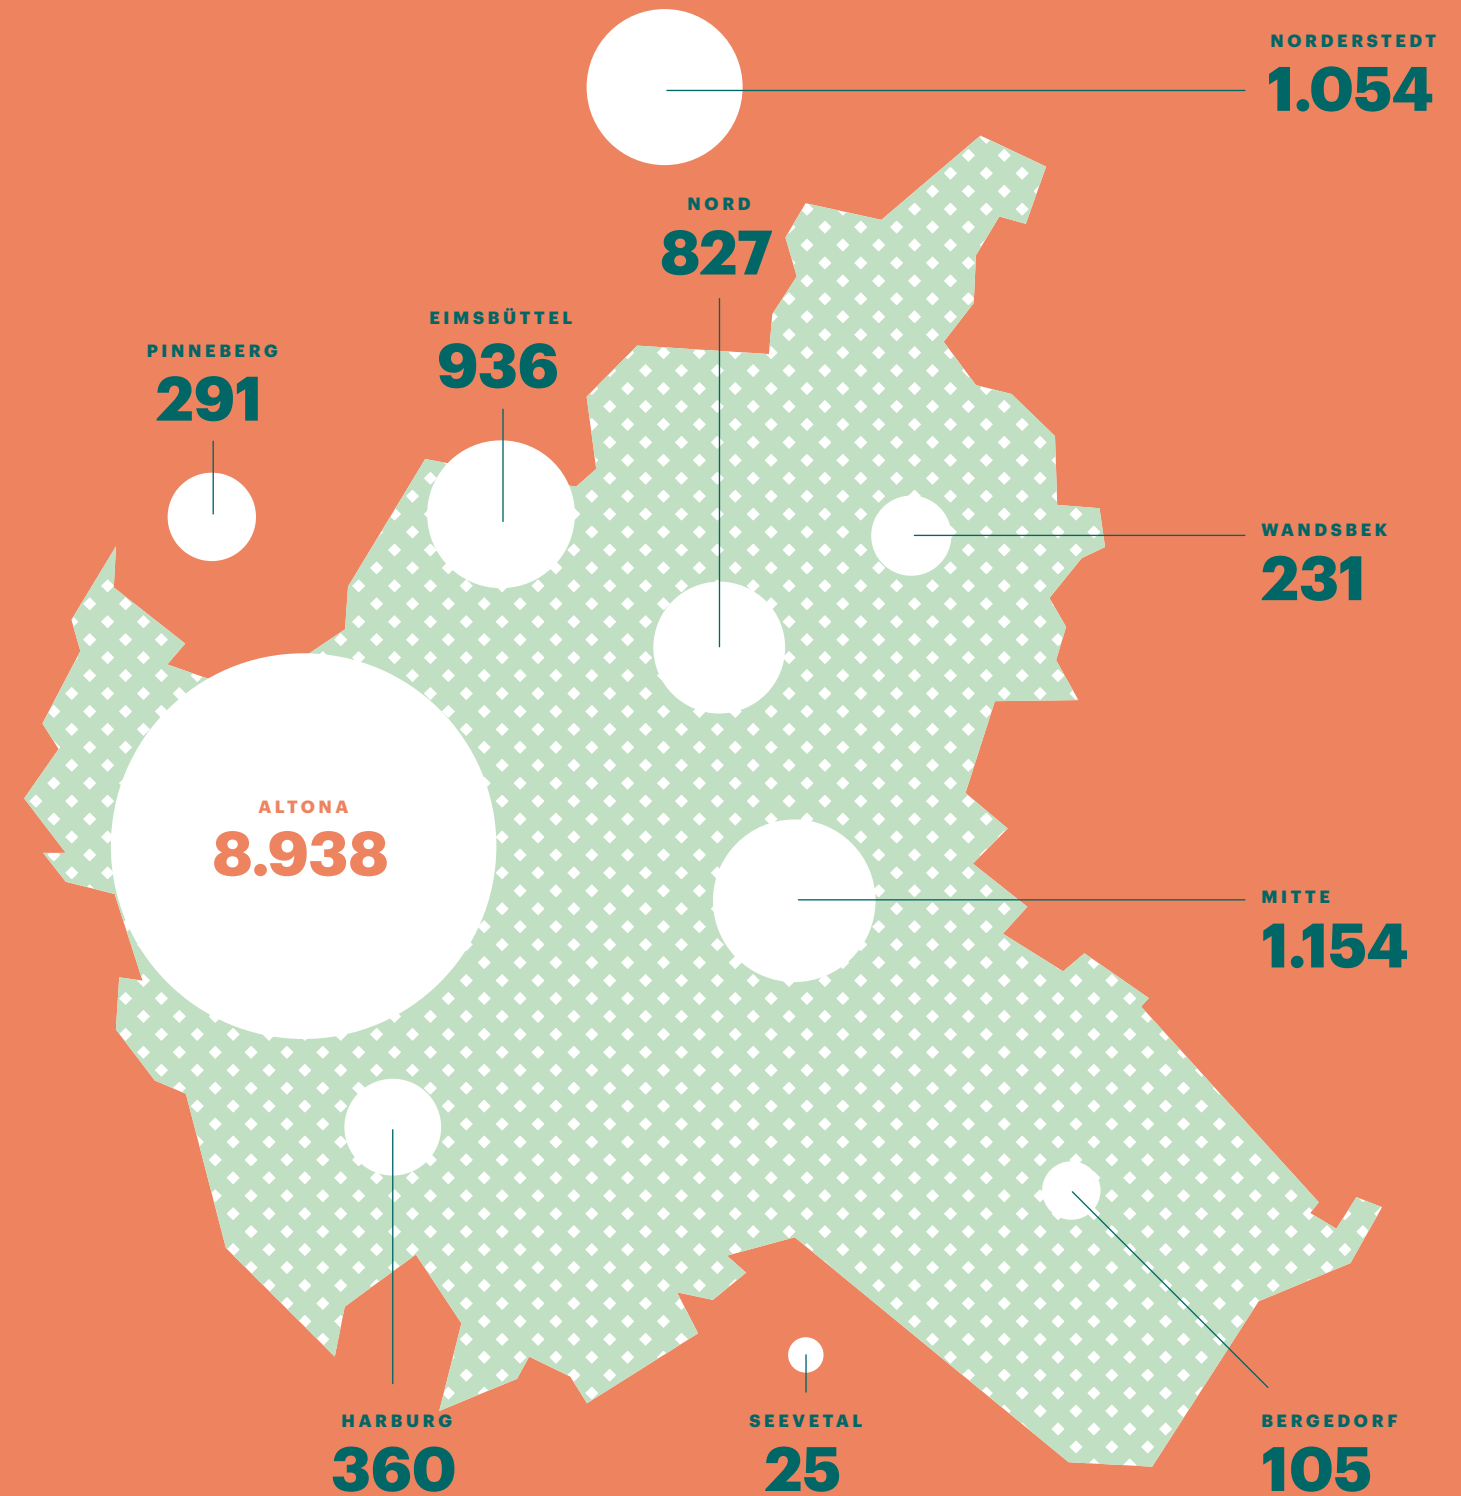 NORDERSTEDT
1.054
NORD
827
EIMSBÜTTEL
936
PINNEBERG
291
WANDSBEK
231
ALTONA
8.938
MITTE
1.154
HARBURG
360
SEEVETAL
25
BERGEDORF
105